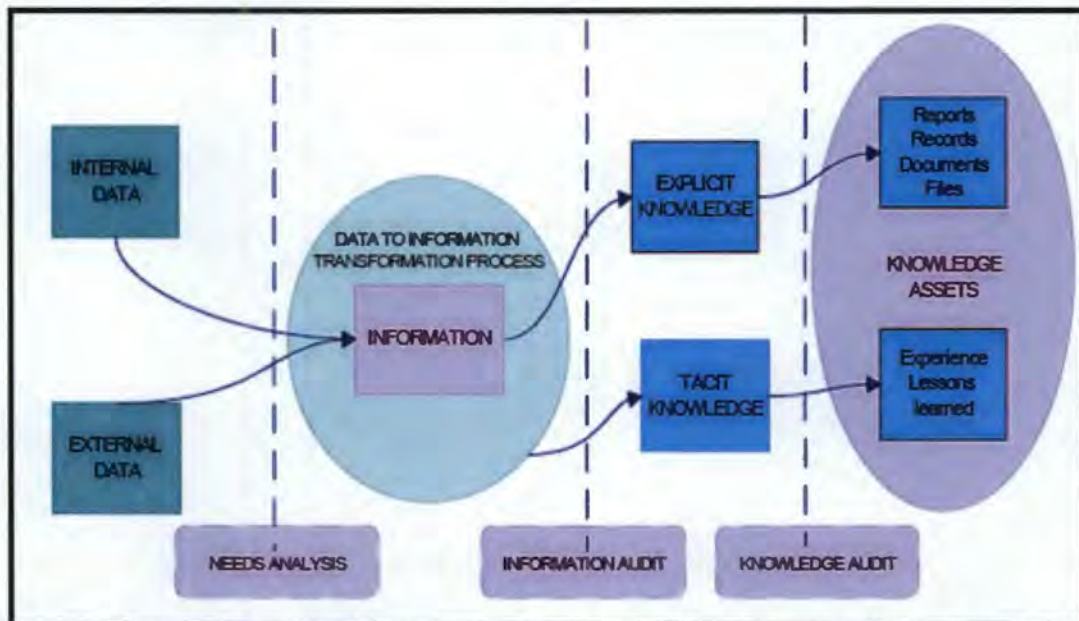 INTERNAL
DATA
EXTERNAL
DATA
DATA TO INFORMATION
TRANSFORMATION PROCESS
INFORMATION
EXPLICIT
KNOWLEDGE
TACIT
KNOWLEDGE
Reports
Records
Documents
Files
KNOWLEDGE
ASSETS
Experience
Lessons
learned
NEEDS ANALYSIS
INFORMATION AUDIT
KNOWLEDGE AUDIT